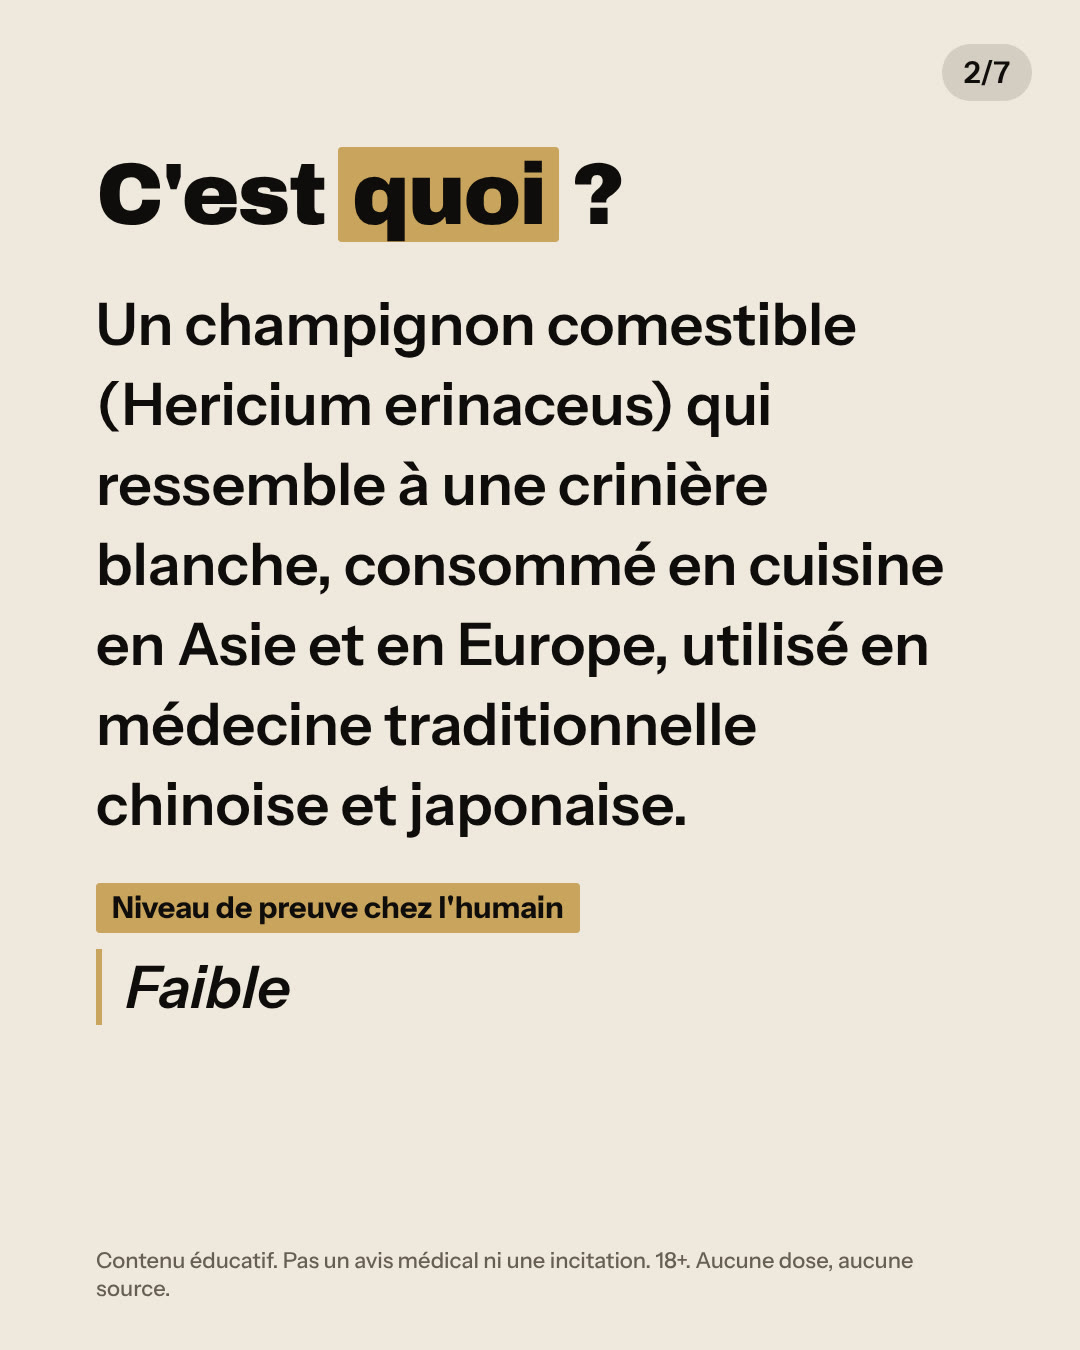 2/7
C'est quoi ?
Un champignon comestible
(Hericium erinaceus) qui
ressemble à une crinière
blanche, consommé en cuisine
en Asie et en Europe, utilisé en
médecine traditionnelle
chinoise et japonaise.
Niveau de preuve chez l'humain
Faible
Contenu éducatif. Pas un avis médical ni une incitation. 18+. Aucune dose, aucune
source.